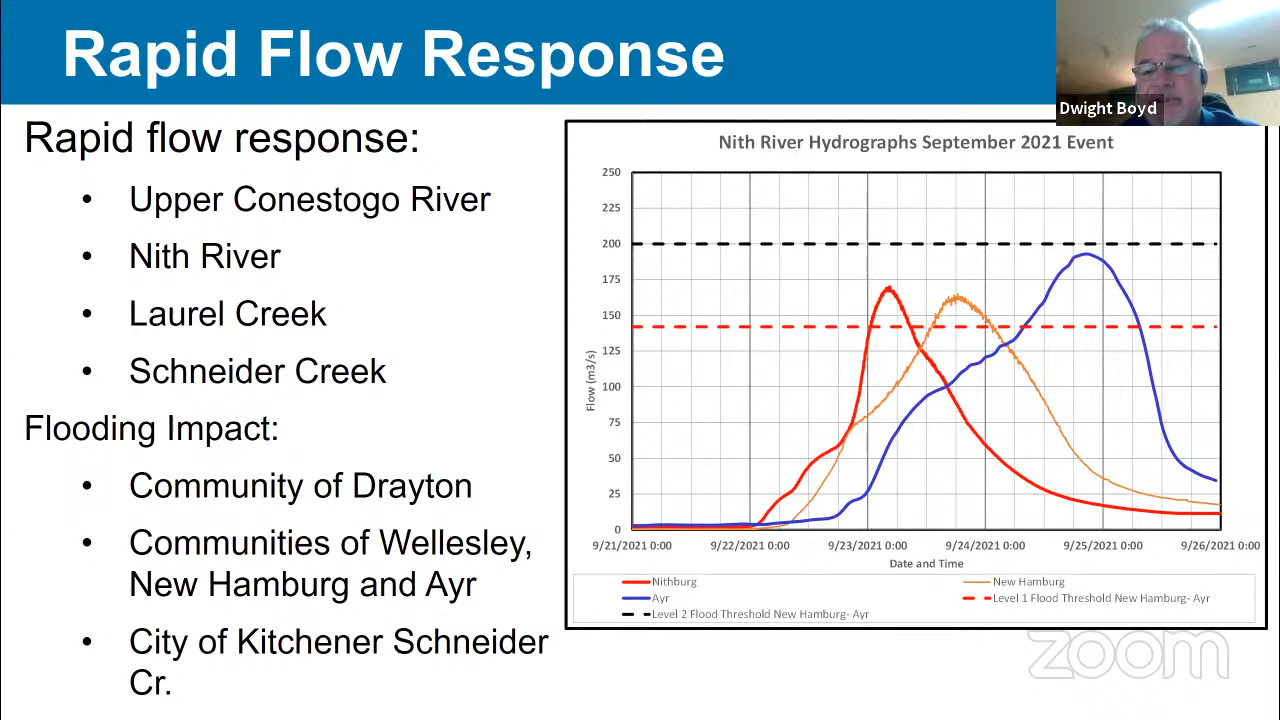 Rapid Flow Response
Dwight Boyd
Rapid flow response:
• Upper Conestogo River
• Nith River
• Laurel Creek
• Schneider Creek
Flooding Impact:
• Community of Drayton
• Communities of Wellesley,
New Hamburg and Ayr
• City of Kitchener Schneider
Cr.
Nith River Hydrographs September 2021 Event
250
225
200
175
150
125
100
75
50
25
0
Flow (m3/s)
9/21/2021 0:00 9/22/2021 0:00 9/23/2021 0:00 9/24/2021 0:00 9/25/2021 0:00 9/26/2021 0:00
Date and Time
Nithburg New Hamburg
Ayr Level 1 Flood Threshold New Hamburg- Ayr
Level 2 Flood Threshold New Hamburg- Ayr
zoom